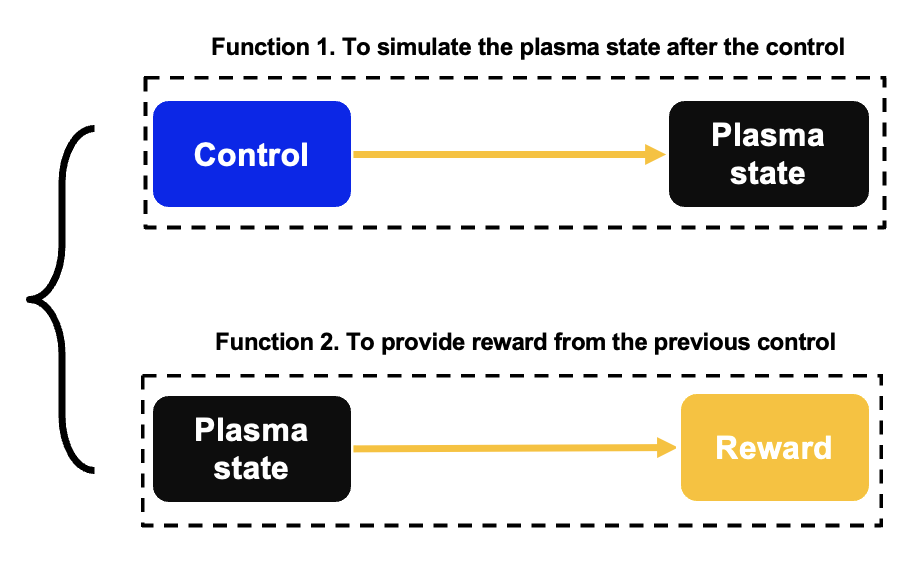 Function 1. To simulate the plasma state after the control
Control
Plasma
state
Function 2. To provide reward from the previous control
Plasma
state
Reward